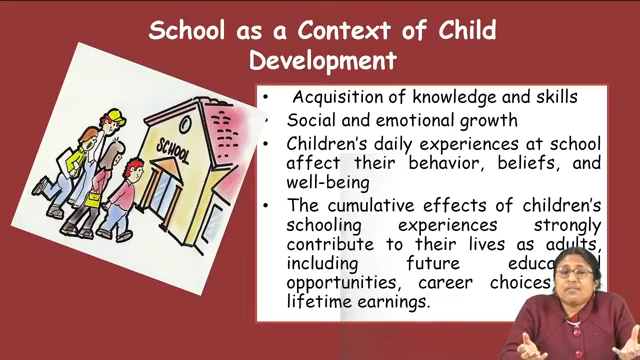 School as a Context of Child
Development
SCHOOL
• Acquisition of knowledge and skills
• Social and emotional growth
• Children's daily experiences at school
affect their behavior, beliefs, and
well-being
• The cumulative effects of children's
schooling experiences strongly
contribute to their lives as adults,
including future
opportunities, career choices
lifetime earnings.